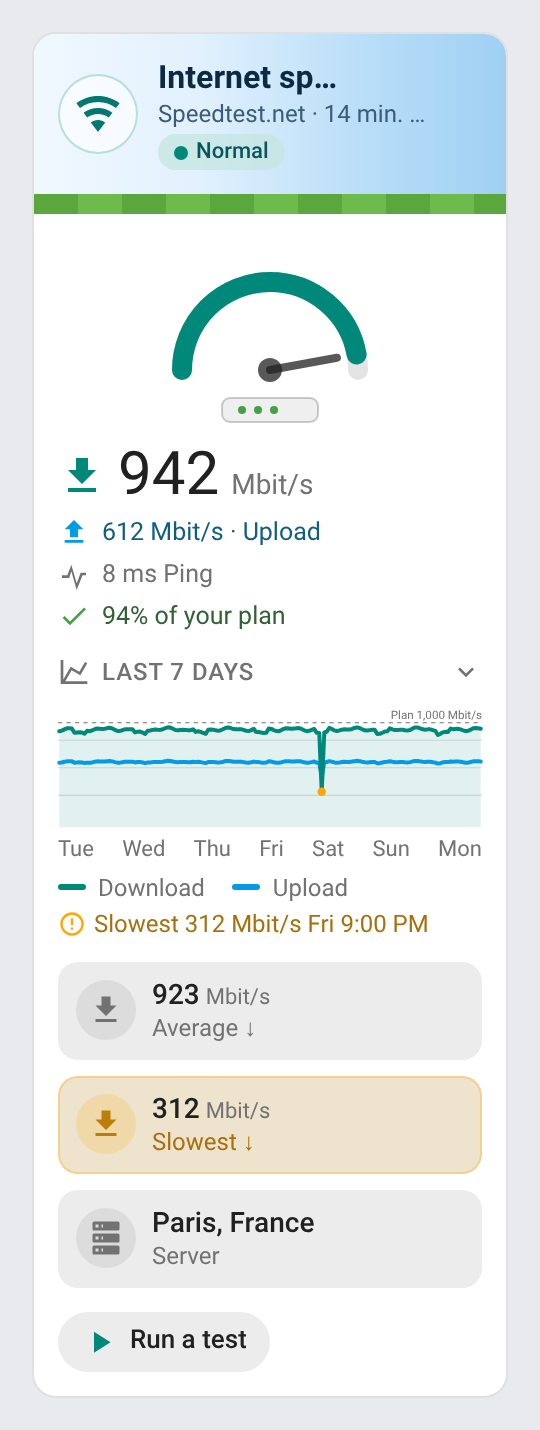 Internet sp...
Speedtest.net · 14 min. ...
Normal
942 Mbit/s
612 Mbit/s · Upload
8 ms Ping
94% of your plan
LAST 7 DAYS
Plan 1,000 Mbit/s
Tue Wed Thu Fri Sat Sun Mon
Download Upload
Slowest 312 Mbit/s Fri 9:00 PM
923 Mbit/s
Average ↓
312 Mbit/s
Slowest ↓
Paris, France
Server
Run a test